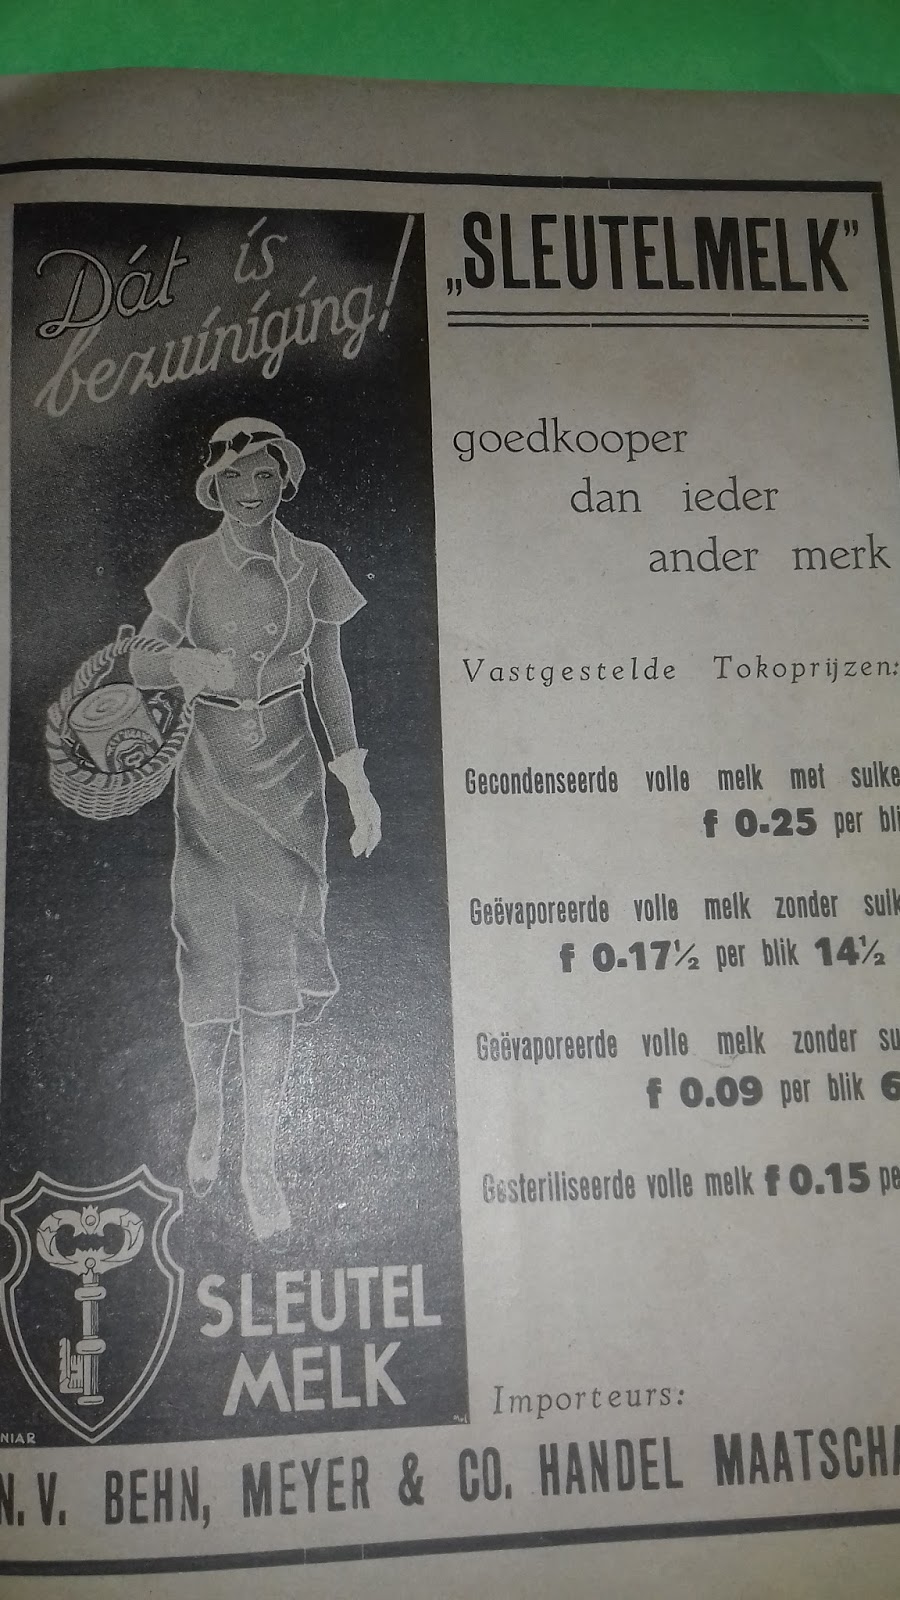 Dát is
bezuiniging!
„SLEUTELMELK”
goedkooper
dan ieder
ander merk
Vastgestelde Tokoprijzen:
Gecondenseerde volle melk met sulke
f 0.25 per bli
Geëvaporeerde volle melk zonder suik
f 0.17½ per blik 14½
Geëvaporeerde volle melk zonder su
f 0.09 per blik 6
Gesteriliseerde volle melk f 0.15 pe
SLEUTEL
MELK
NIAR
Importeurs:
N.V. BEHN, MEYER & CO. HANDEL MAATSCHA